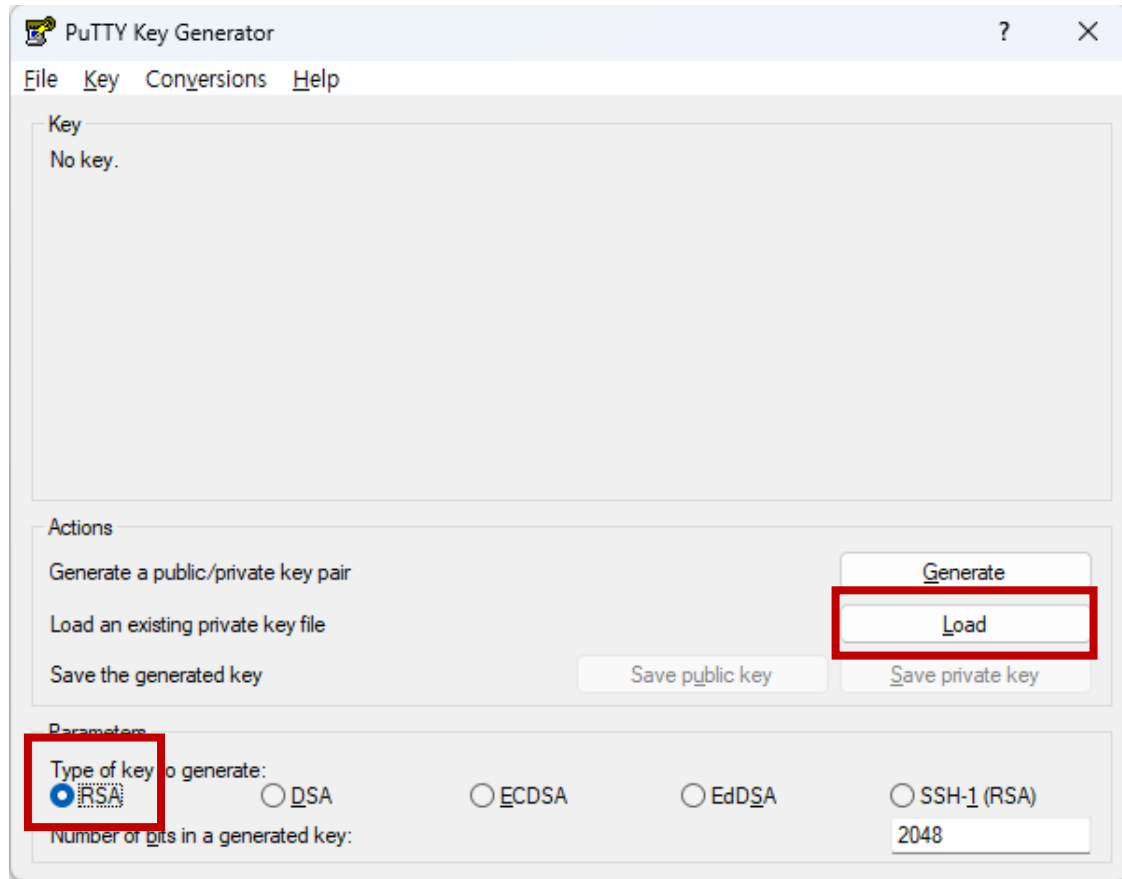 PuTTY Key Generator
File Key Conversions Help
Key
No key.
Actions
Generate a public/private key pair Generate
Load an existing private key file Load
Save the generated key Save public key Save private key
Parameters
Type of key to generate:
RSA DSA ECDSA EdDSA SSH-1 (RSA)
Number of bits in a generated key: 2048